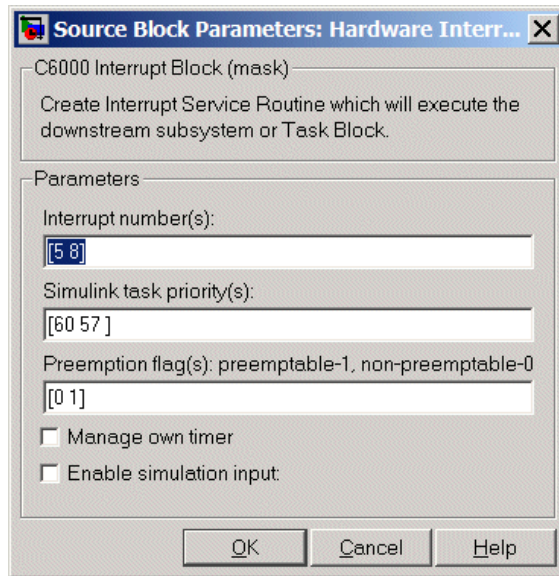 Source Block Parameters: Hardware Interr...
C6000 Interrupt Block (mask)
Create Interrupt Service Routine which will execute the
downstream subsystem or Task Block.
Parameters
Interrupt number(s):
[5 8]
Simulink task priority(s):
[60 57 ]
Preemption flag(s): preemptable-1, non-preemptable-0
[0 1]
Manage own timer
Enable simulation input:
OK Cancel Help